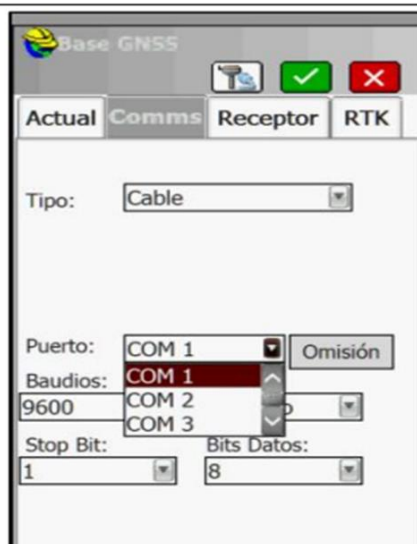 Base GNSS
Actual Comms Receptor RTK
Tipo: Cable
Puerto: COM 1 Omisión
Baudios: COM 1
9600 COM 2
COM 3
Stop Bit: Bits Datos:
1 8